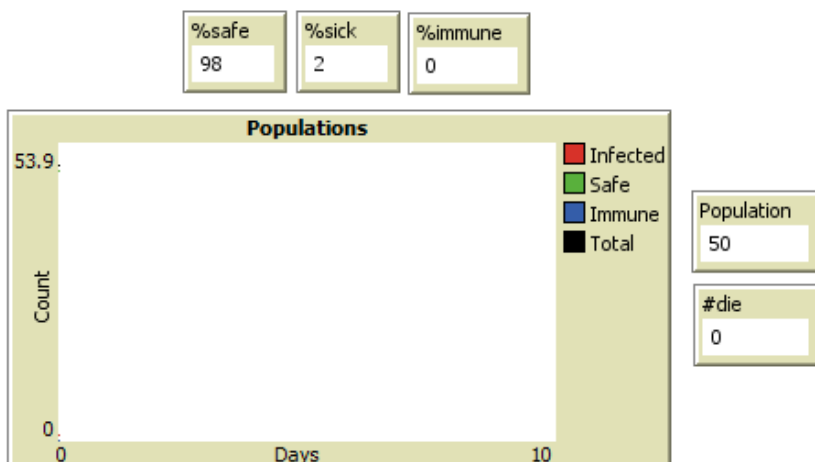 %safe
98
%sick
2
%immune
0
Populations
53.9
Count
0
0
Days
10
Infected
Safe
Immune
Total
Population
50
#die
0